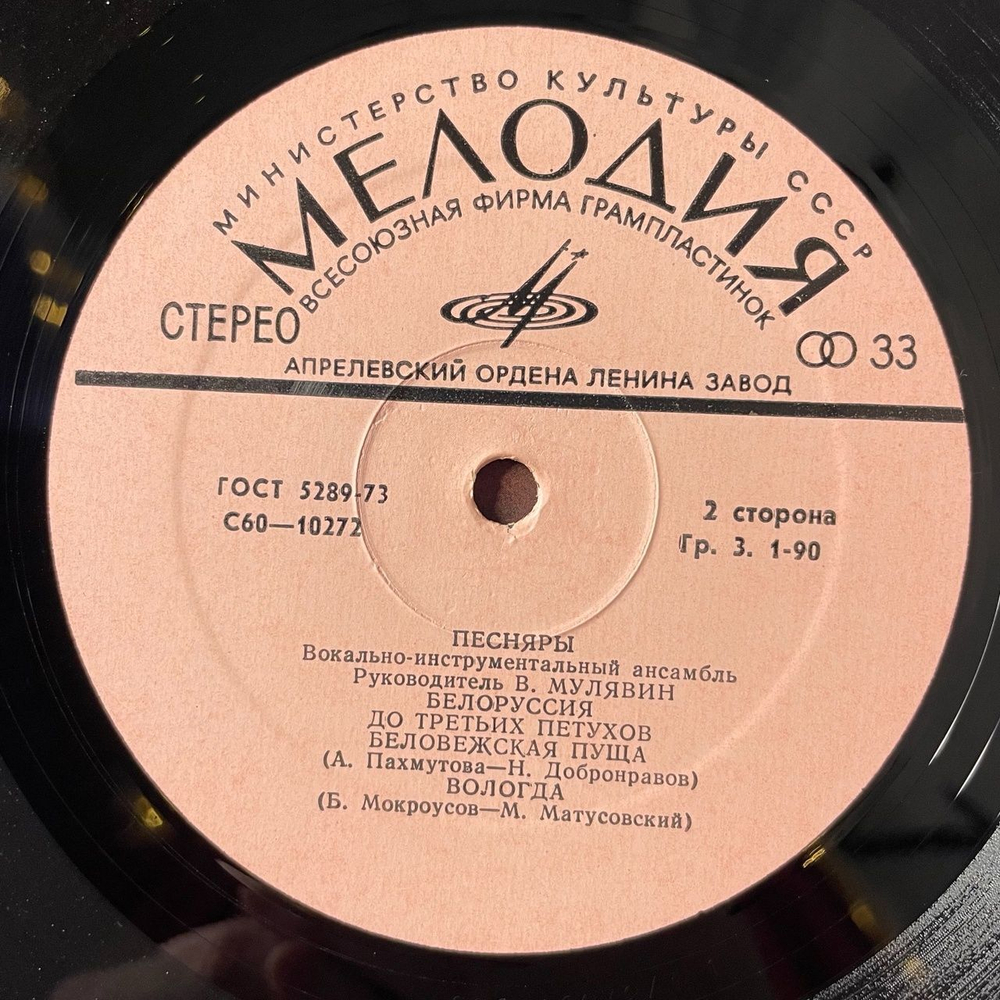 МИНИСТЕРСТВО КУЛЬТУРЫ СССР
МЕЛОДИЯ
ВСЕСОЮЗНАЯ ФИРМА ГРАМПЛАСТИНОК
СТЕРЕО
33
АПРЕЛЕВСКИЙ ОРДЕНА ЛЕНИНА ЗАВОД
ГОСТ 5289-73
С60—10272
2 сторона
Гр. 3. 1-90
ПЕСНЯРЫ
Вокально-инструментальный ансамбль
Руководитель В. МУЛЯВИН
БЕЛОРУССИЯ
ДО ТРЕТЬИХ ПЕТУХОВ
БЕЛОВЕЖСКАЯ ПУЩА
(А. Пахмутова—Н. Добронравов)
ВОЛОГДА
(Б. Мокроусов—М. Матусовский)